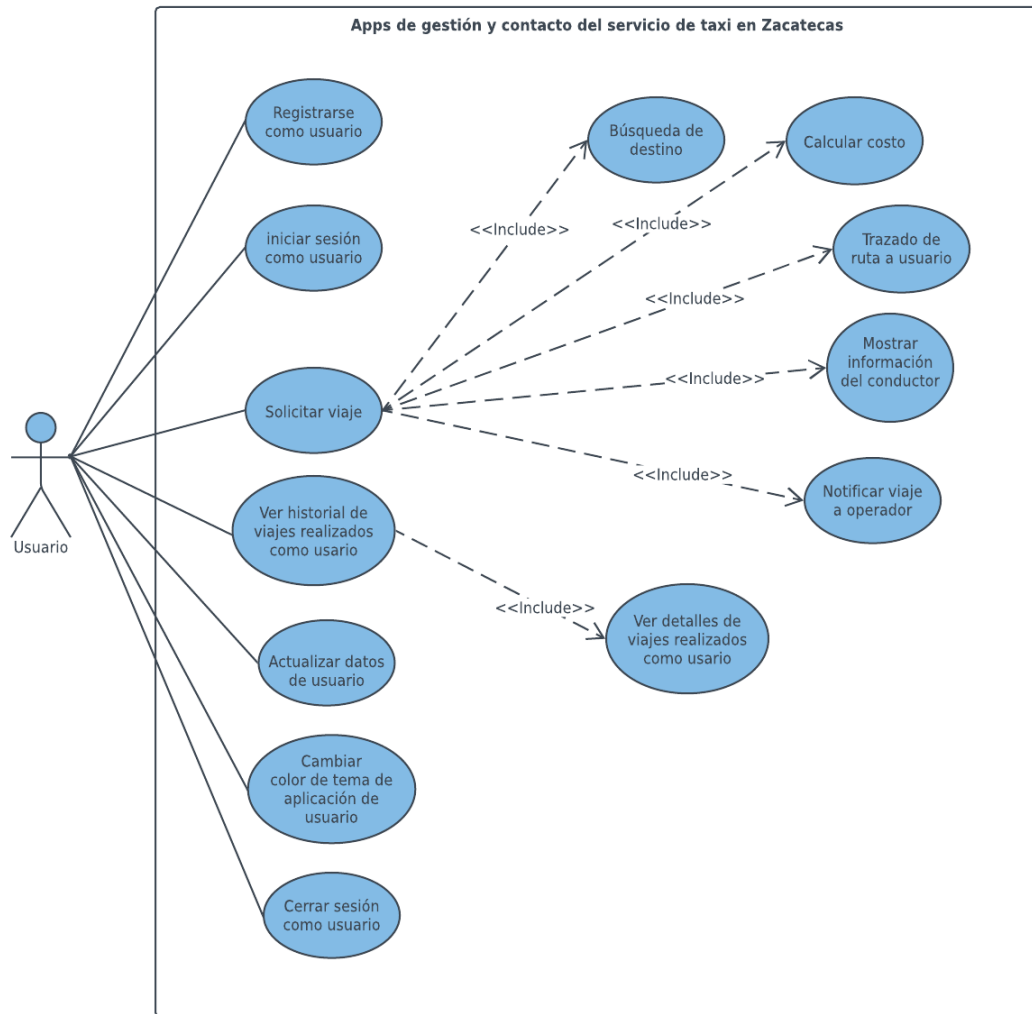 Apps de gestión y contacto del servicio de taxi en Zacatecas
Registrarse
como usuario
Búsqueda de
destino
Calcular costo
iniciar sesión
como usuario
<<Include>>
<<Include>>
Trazado de
ruta a usuario
<<Include>>
Mostrar
información
del conductor
<<Include>>
Solicitar viaje
<<Include>>
Notificar viaje
a operador
Ver historial de
viajes realizados
como usario
Usuario
<<Include>>
Ver detalles de
viajes realizados
como usario
Actualizar datos
de usuario
Cambiar
color de tema de
aplicación de
usuario
Cerrar sesión
como usuario